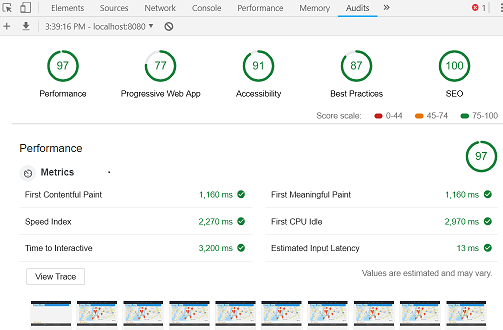 Elements Sources Network Console Performance Memory Audits » 1
3:39:16 PM - localhost:8080
97 77 91 87 100
Performance Progressive Web App Accessibility Best Practices SEO
Score scale: 0-44 45-74 75-100
Performance 97
Metrics
First Contentful Paint 1,160 ms First Meaningful Paint 1,160 ms
Speed Index 2,270 ms First CPU Idle 2,970 ms
Time to Interactive 3,200 ms Estimated Input Latency 13 ms
View Trace Values are estimated and may vary.